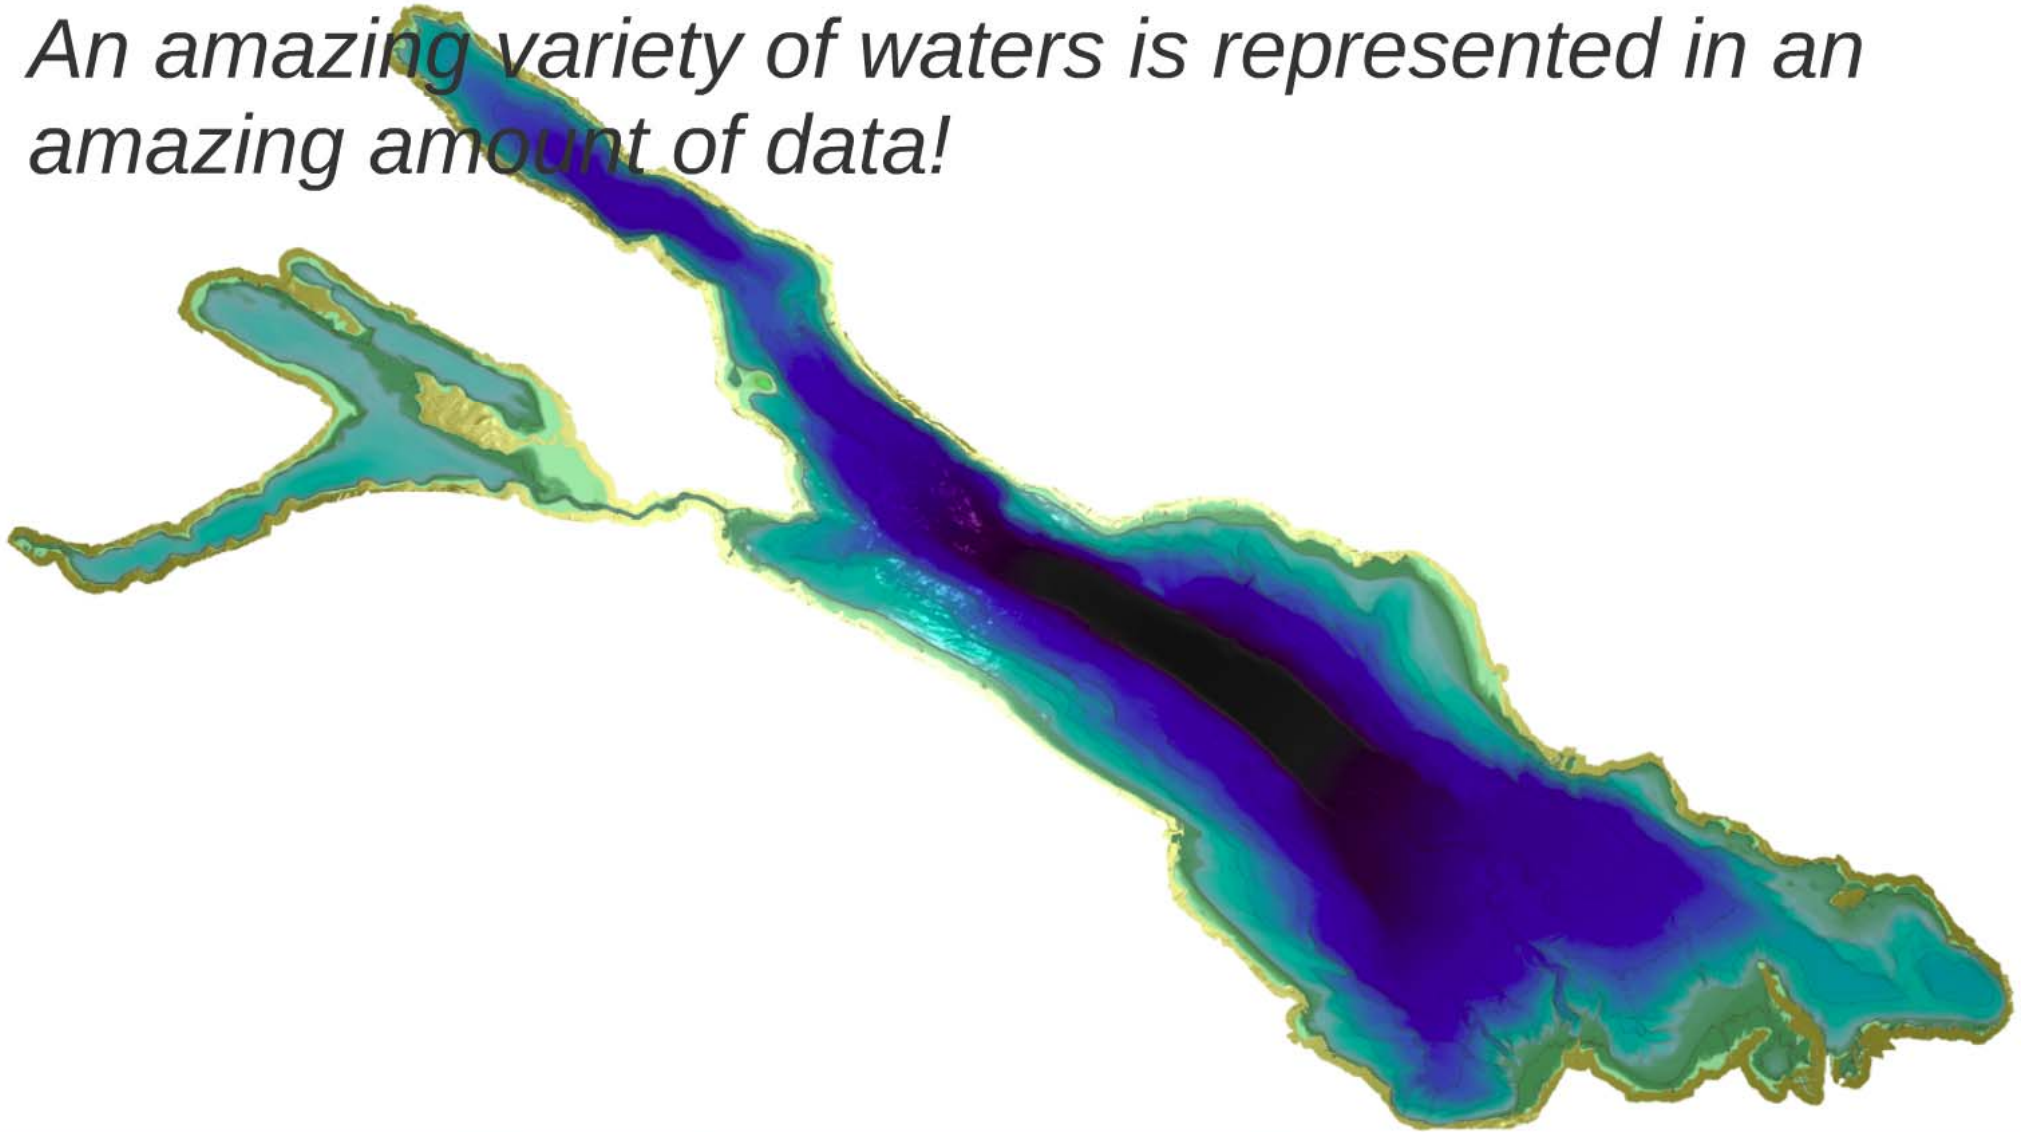 An amazing variety of waters is represented in an
amazing amount of data!